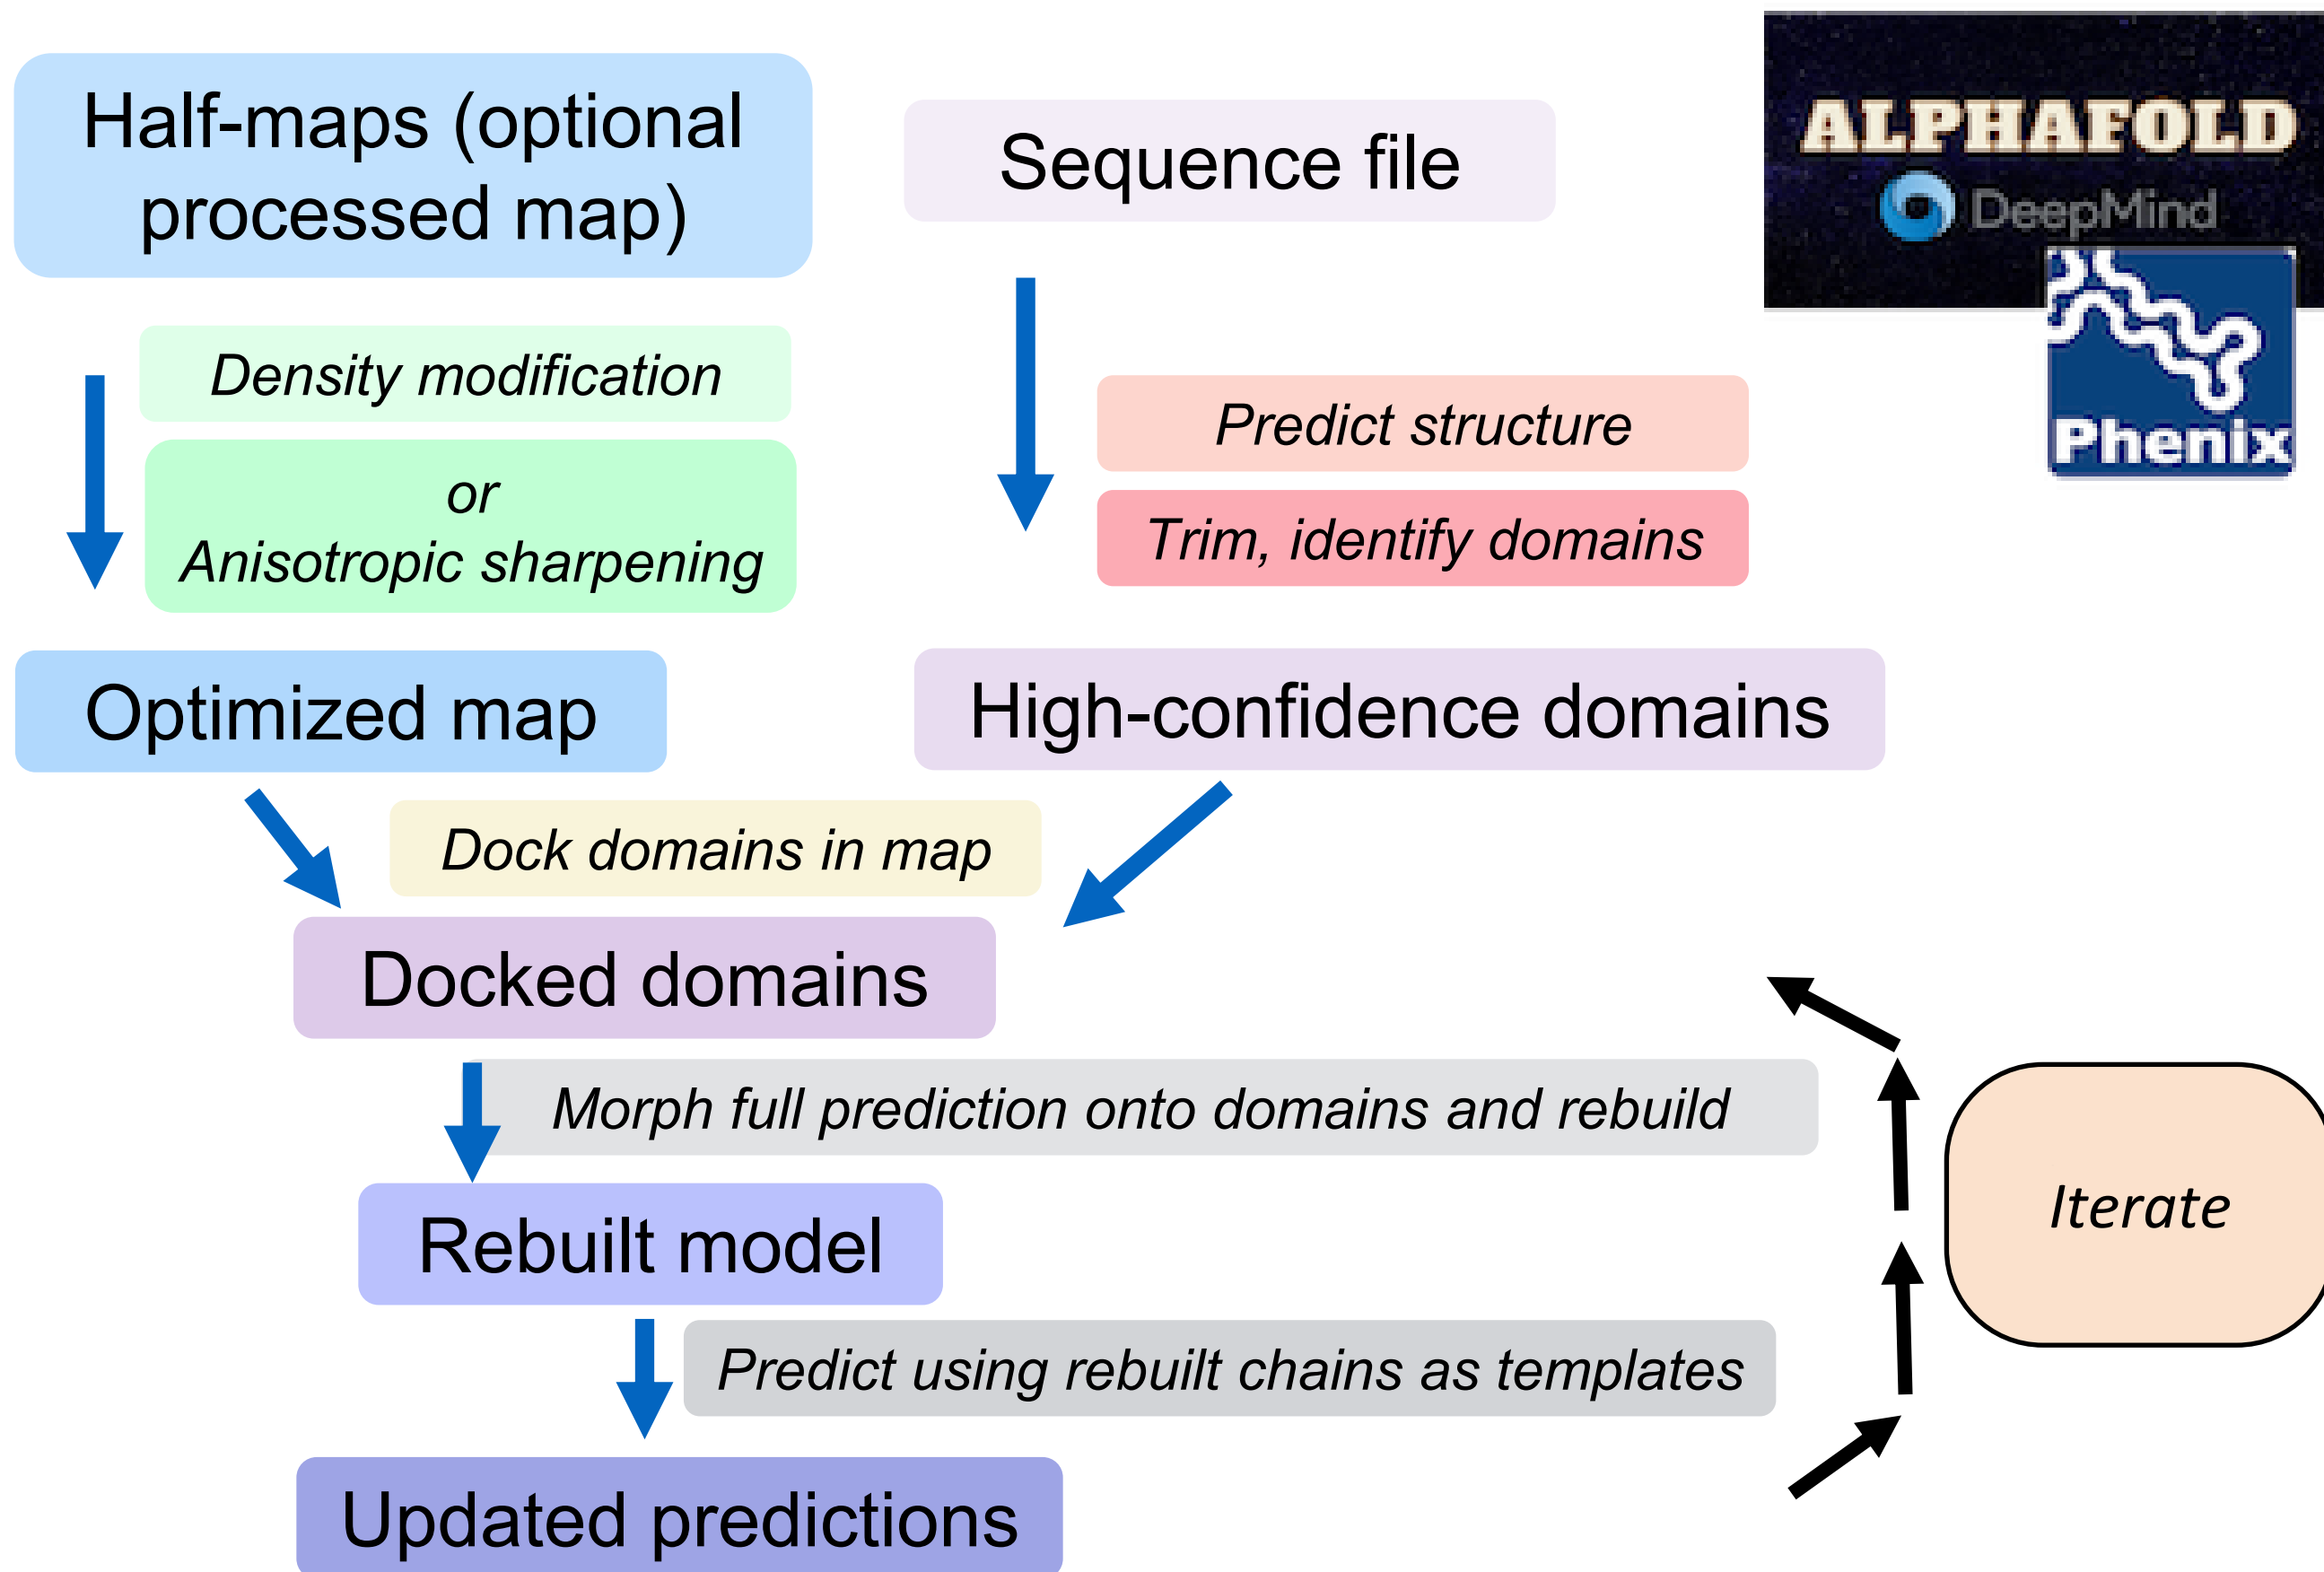 Half-maps (optional
processed map)
Sequence file
ALPHAFOLD
DeepMind
Phenix
Density modification
or
Anisotropic sharpening
Predict structure
Trim, identify domains
Optimized map
High-confidence domains
Dock domains in map
Docked domains
Morph full prediction onto domains and rebuild
Iterate
Rebuilt model
Predict using rebuilt chains as templates
Updated predictions